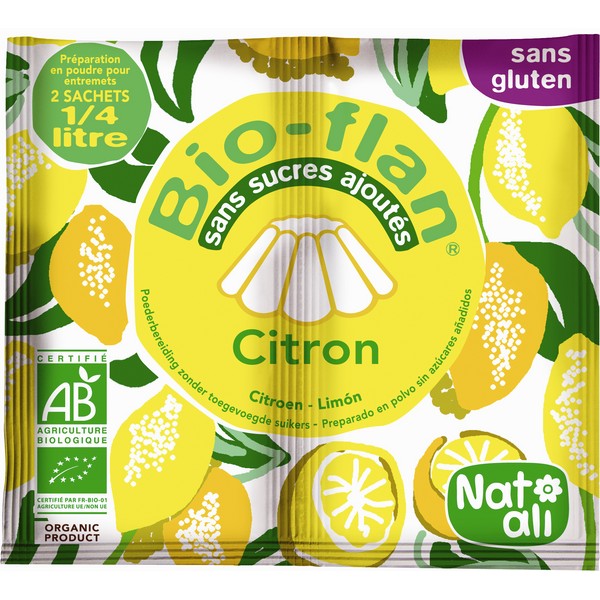 Préparation
en poudre pour
entremets
2 SACHETS
1/4
litre
sans
gluten
Bio-flan
sans sucres ajoutés
®
Citron
Citroen - Limón
Poederbereiding zonder toegevoegde suikers - Preparado en polvo sin azúcares añadidos
CERTIFIÉ
AB
AGRICULTURE
BIOLOGIQUE
CERTIFIÉ PAR FR-BIO-01
AGRICULTURE UE/NON UE
ORGANIC
PRODUCT
Nat
ali